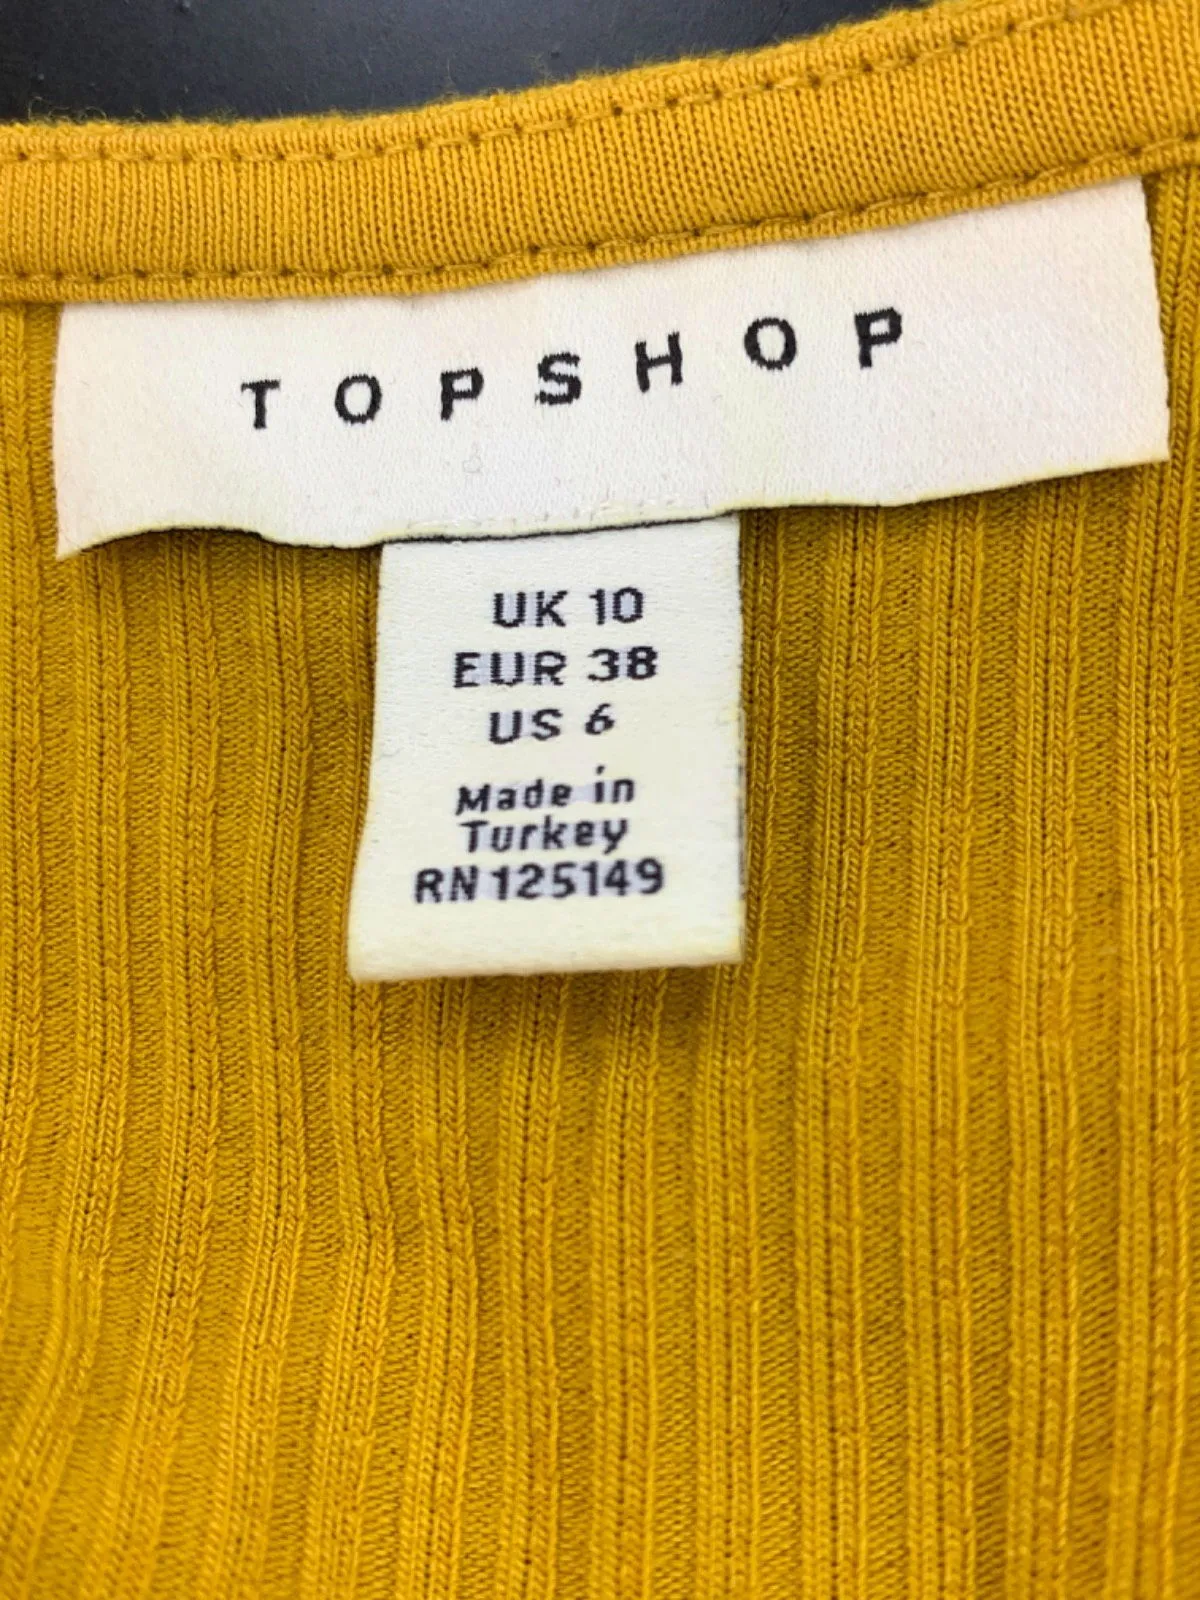 TOPSHOP
UK 10
EUR 38
US 6
Made in
Turkey
RN125149